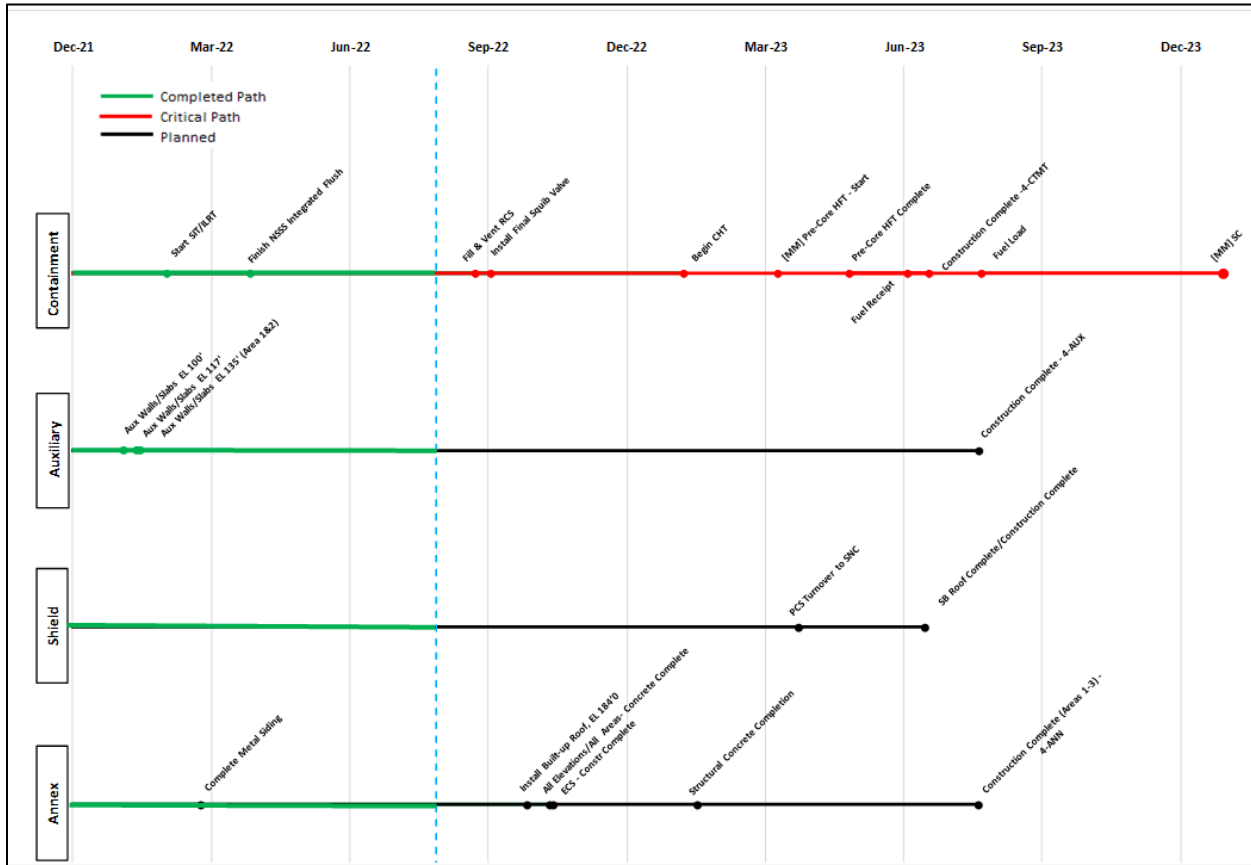 Dec-21 Mar-22 Jun-22 Sep-22 Dec-22 Mar-23 Jun-23 Sep-23 Dec-23
Completed Path
Critical Path
Planned
Containment
Start SIT/ILRT
Finish NSSS Integrated Flush
Fill & Vent RCS
Install Final Squib Valve
Begin CHT
[MM] Pre-Core HFT - Start
Pre-Core HFT Complete
Fuel Receipt
Construction Complete -4-CTMT
Fuel Load
[MM] SC
Auxiliary
Aux Walls/Slabs EL 100'
Aux Walls/Slabs EL 117'
Aux Walls/Slabs EL 135' (Area 1&2)
Construction Complete - 4-AUX
Shield
PCS Turnover to SNC
SB Roof Complete/Construction Complete
Annex
Complete Metal Siding
Install Built-up Roof, EL 184'0
All Elevations/All Areas- Concrete Complete
ECS - Constr Complete
Structural Concrete Completion
Construction Complete (Areas 1-3) -
4-ANN